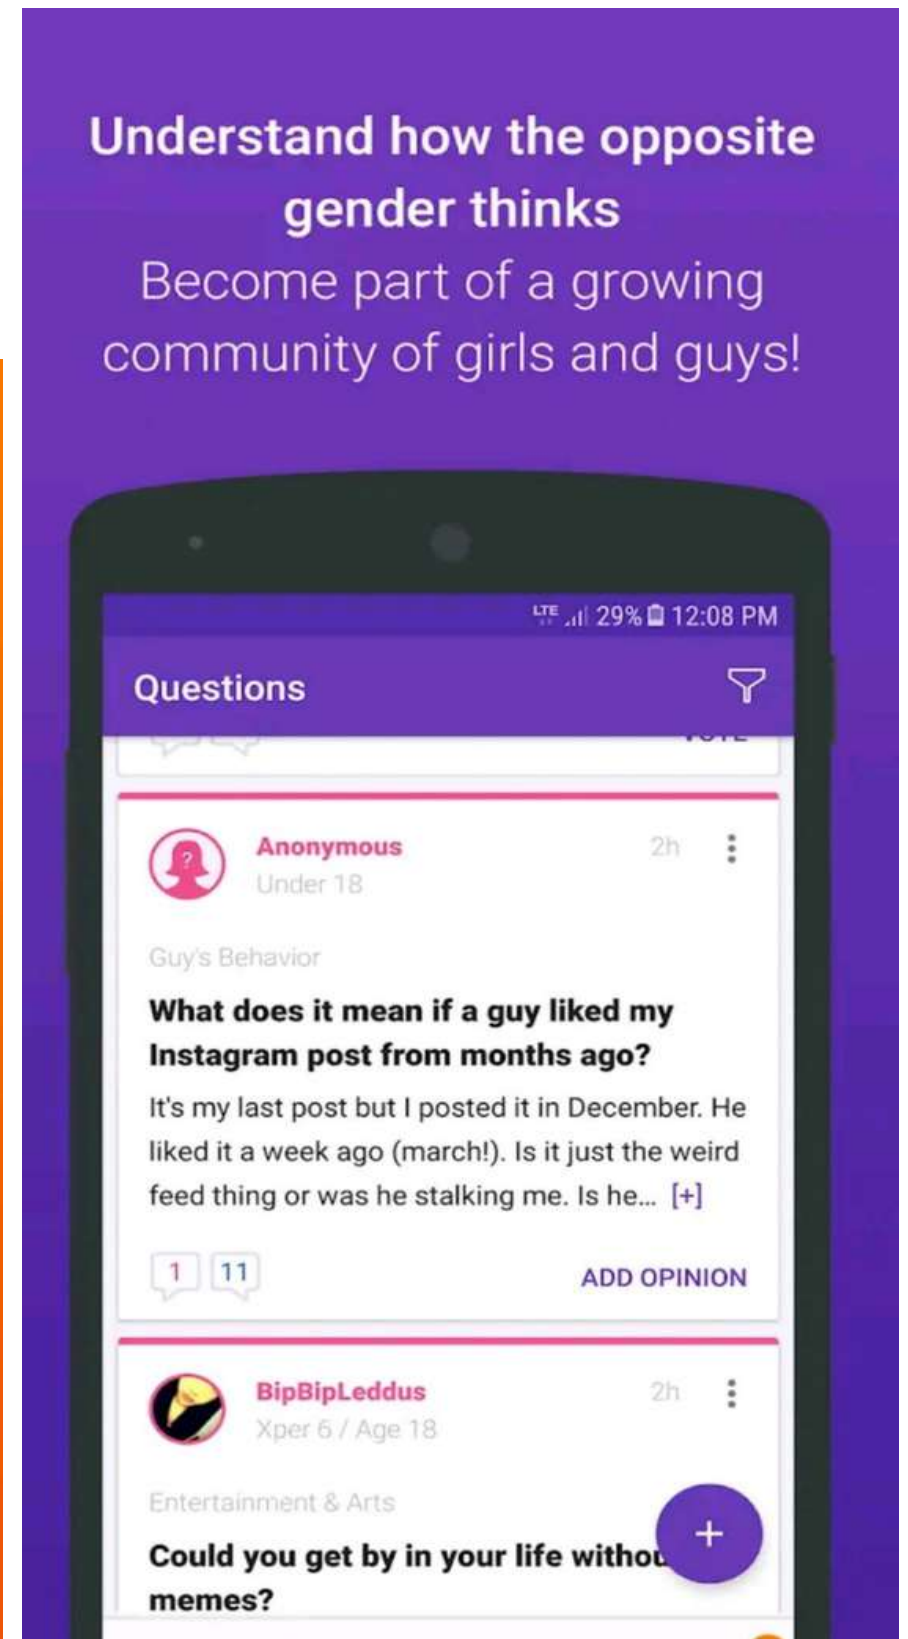 Understand how the opposite
gender thinks
Become part of a growing
community of girls and guys!
LTE 29% 12:08 PM
Questions
Anonymous 2h
Under 18
Guy's Behavior
What does it mean if a guy liked my
Instagram post from months ago?
It's my last post but I posted it in December. He
liked it a week ago (march!). Is it just the weird
feed thing or was he stalking me. Is he... [+]
1 11 ADD OPINION
BipBipLeddus 2h
Xper 6 / Age 18
Entertainment & Arts
Could you get by in your life
memes?